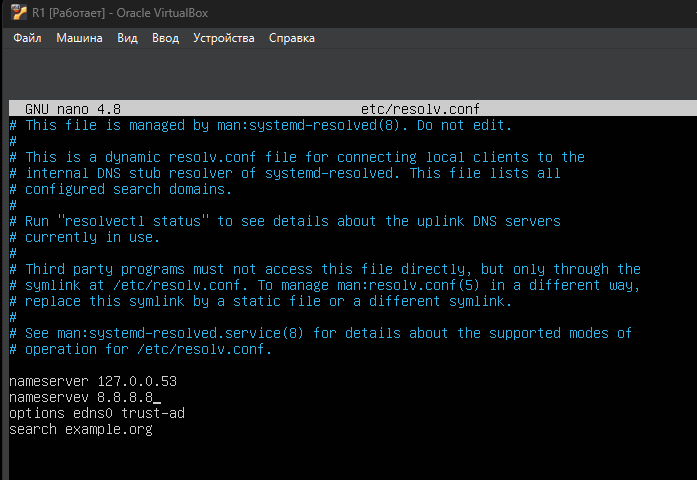 R1 [Работает] - Oracle VirtualBox
Файл Машина Вид Ввод Устройства Справка
GNU nano 4.8 etc/resolv.conf
# This file is managed by man:systemd-resolved(8). Do not edit.
#
# This is a dynamic resolv.conf file for connecting local clients to the
# internal DNS stub resolver of systemd-resolved. This file lists all
# configured search domains.
#
# Run "resolvectl status" to see details about the uplink DNS servers
# currently in use.
#
# Third party programs must not access this file directly, but only through the
# symlink at /etc/resolv.conf. To manage man:resolv.conf(5) in a different way,
# replace this symlink by a static file or a different symlink.
#
# See man:systemd-resolved.service(8) for details about the supported modes of
# operation for /etc/resolv.conf.
nameserver 127.0.0.53
nameservev 8.8.8.8_
options edns0 trust-ad
search example.org